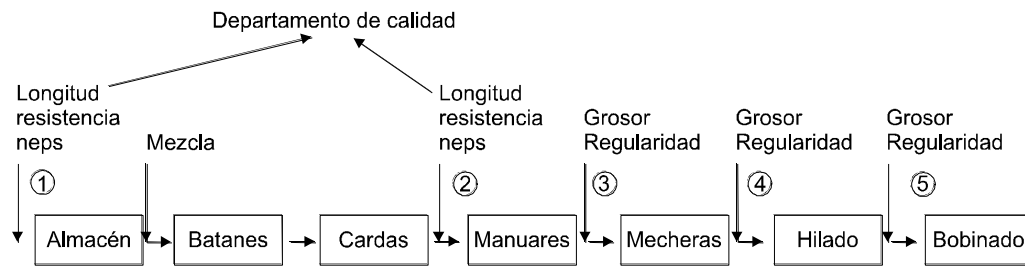 Departamento de calidad
Longitud
resistencia
neps
Mezcla
Longitud
resistencia
neps
Grosor
Regularidad
Grosor
Regularidad
Grosor
Regularidad
1
2
3
4
5
Almacén
Batanes
Cardas
Manuares
Mecheras
Hilado
Bobinado